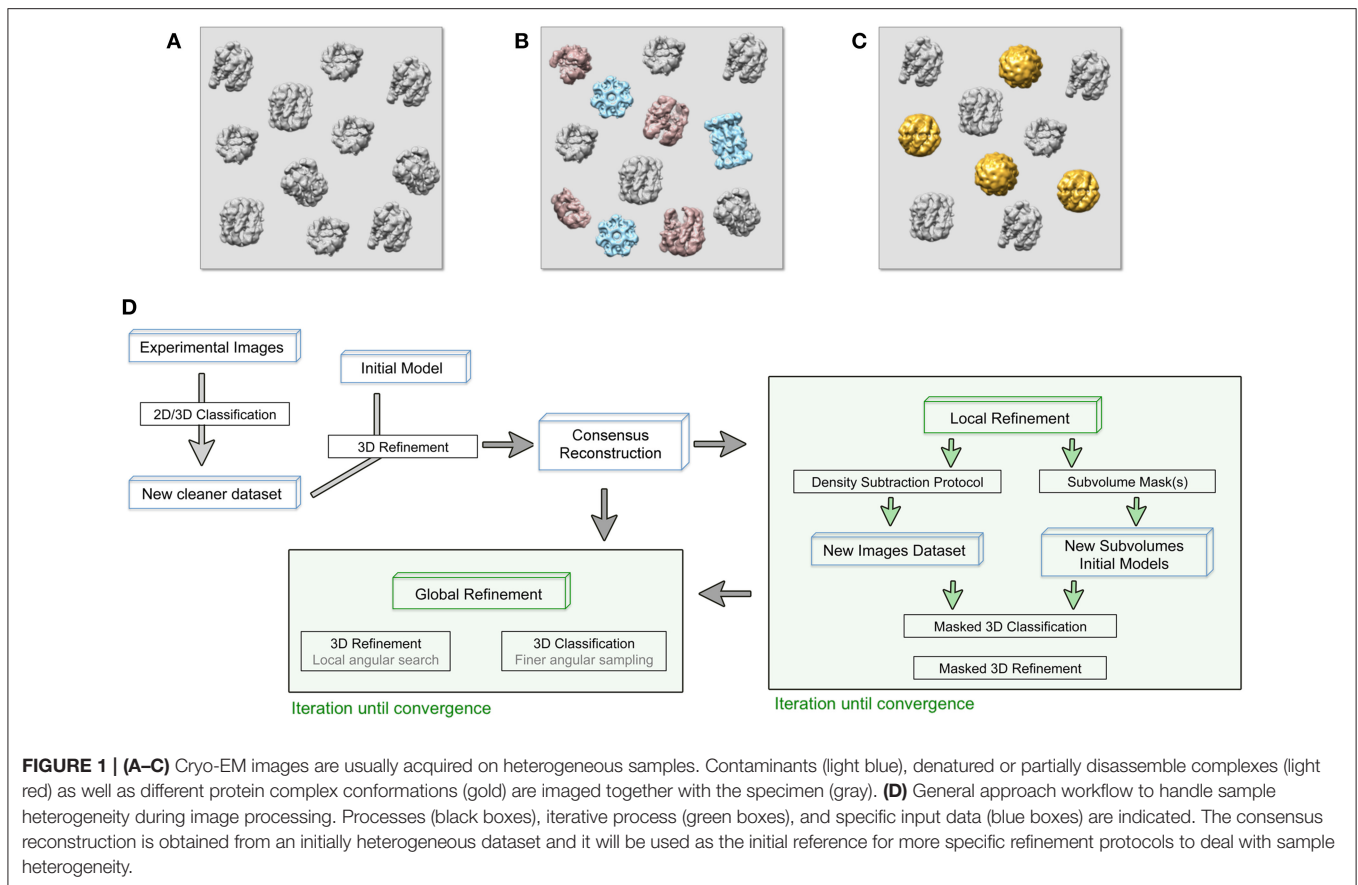 A
B
C
D
Experimental Images
2D/3D Classification
New cleaner dataset
Initial Model
3D Refinement
Consensus
Reconstruction
Local Refinement
Density Subtraction Protocol
Subvolume Mask(s)
New Images Dataset
New Subvolumes
Initial Models
Masked 3D Classification
Masked 3D Refinement
Iteration until convergence
Global Refinement
3D Refinement
Local angular search
3D Classification
Finer angular sampling
Iteration until convergence
FIGURE 1 | (A–C) Cryo-EM images are usually acquired on heterogeneous samples. Contaminants (light blue), denatured or partially disassemble complexes (light
red) as well as different protein complex conformations (gold) are imaged together with the specimen (gray). (D) General approach workflow to handle sample
heterogeneity during image processing. Processes (black boxes), iterative process (green boxes), and specific input data (blue boxes) are indicated. The consensus
reconstruction is obtained from an initially heterogeneous dataset and it will be used as the initial reference for more specific refinement protocols to deal with sample
heterogeneity.